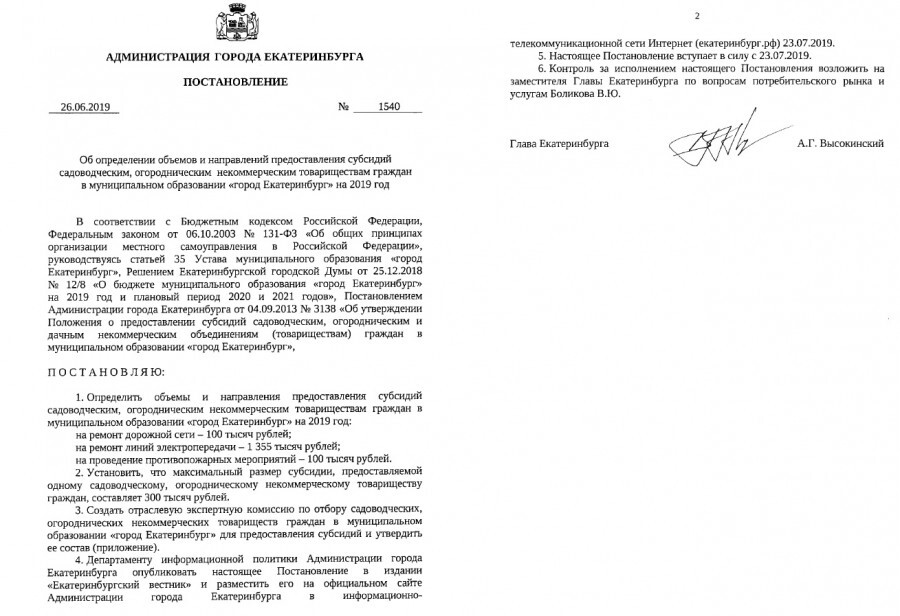 АДМИНИСТРАЦИЯ ГОРОДА ЕКАТЕРИНБУРГА
ПОСТАНОВЛЕНИЕ
26.06.2019 № 1540
Об определении объемов и направлений предоставления субсидий
садоводческим, огородническим некоммерческим товариществам граждан
в муниципальном образовании «город Екатеринбург» на 2019 год
В соответствии с Бюджетным кодексом Российской Федерации,
Федеральным законом от 06.10.2003 № 131-ФЗ «Об общих принципах
организации местного самоуправления в Российской Федерации»,
руководствуясь статьей 35 Устава муниципального образования «город
Екатеринбург», Решением Екатеринбургской городской Думы от 25.12.2018
№ 12/8 «О бюджете муниципального образования «город Екатеринбург»
на 2019 год и плановый период 2020 и 2021 годов», Постановлением
Администрации города Екатеринбурга от 04.09.2013 № 3138 «Об утверждении
Положения о предоставлении субсидий садоводческим, огородническим и
дачным некоммерческим объединениям (товариществам) граждан в
муниципальном образовании «город Екатеринбург»,
П О С Т А Н О В Л Я Ю:
1. Определить объемы и направления предоставления субсидий
садоводческим, огородническим некоммерческим товариществам граждан в
муниципальном образовании «город Екатеринбург» на 2019 год:
на ремонт дорожной сети – 100 тысяч рублей;
на ремонт линий электропередачи – 1 355 тысяч рублей;
на проведение противопожарных мероприятий – 100 тысяч рублей.
2. Установить, что максимальный размер субсидии, предоставляемой
одному садоводческому, огородническому некоммерческому товариществу
граждан, составляет 300 тысяч рублей.
3. Создать отраслевую экспертную комиссию по отбору садоводческих,
огороднических некоммерческих товариществ граждан в муниципальном
образовании «город Екатеринбург» для предоставления субсидий и утвердить
ее состав (приложение).
4. Департаменту информационной политики Администрации города
Екатеринбурга опубликовать настоящее Постановление в издании
«Екатеринбургский вестник» и разместить его на официальном сайте
Администрации города Екатеринбурга в информационно-
2
телекоммуникационной сети Интернет (екатеринбург.рф) 23.07.2019.
5. Настоящее Постановление вступает в силу с 23.07.2019.
6. Контроль за исполнением настоящего Постановления возложить на
заместителя Главы Екатеринбурга по вопросам потребительского рынка и
услугам Боликова В.Ю.
Глава Екатеринбурга А.Г. Высокинский